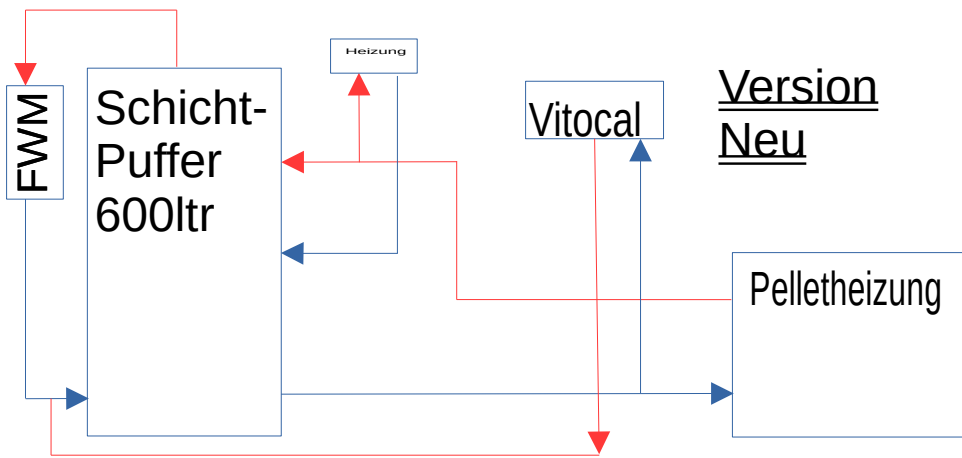 Heizung
Version
Neu
FWM
Schicht-
Puffer
600ltr
Vitocal
Pelletheizung